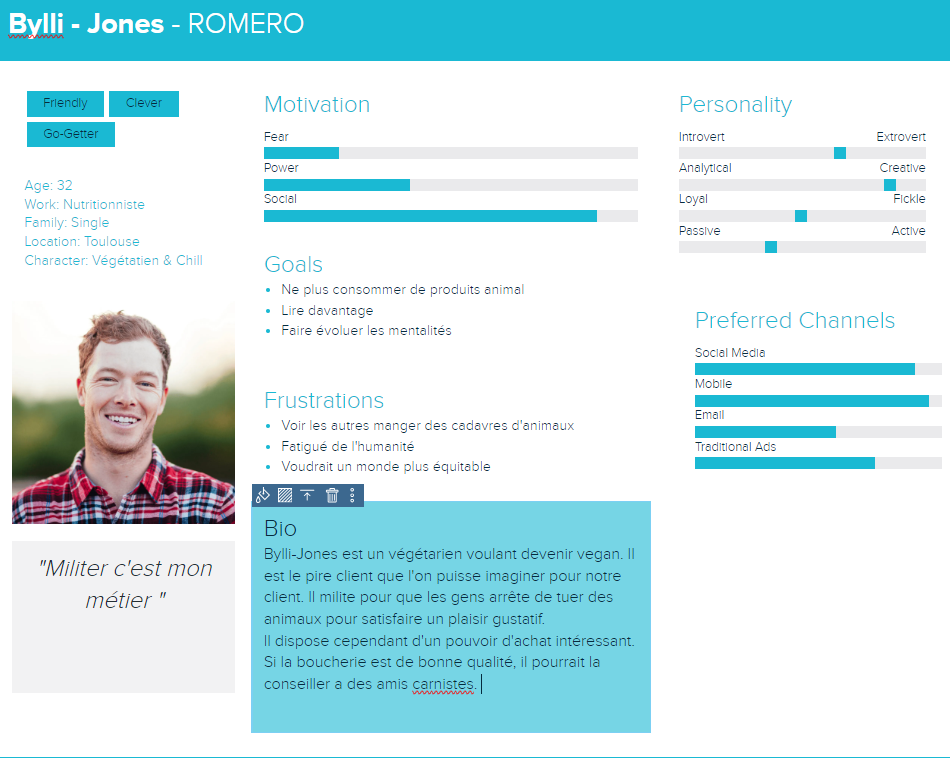 Bylli - Jones - ROMERO
Friendly
Clever
Go-Getter
Age: 32
Work: Nutritionniste
Family: Single
Location: Toulouse
Character: Végétatien & Chill
"Militer c'est mon
métier "
Motivation
Fear
Power
Social
Goals
Ne plus consommer de produits animal
Lire davantage
Faire évoluer les mentalités
Frustrations
Voir les autres manger des cadavres d'animaux
Fatigué de l'humanité
Voudrait un monde plus équitable
Bio
Bylli-Jones est un végétarien voulant devenir vegan. Il
est le pire client que l'on puisse imaginer pour notre
client. Il milite pour que les gens arrête de tuer des
animaux pour satisfaire un plaisir gustatif.
Il dispose cependant d'un pouvoir d'achat intéressant.
Si la boucherie est de bonne qualité, il pourrait la
conseiller a des amis carnistes.
Personality
Introvert Extrovert
Analytical Creative
Loyal Fickle
Passive Active
Preferred Channels
Social Media
Mobile
Email
Traditional Ads